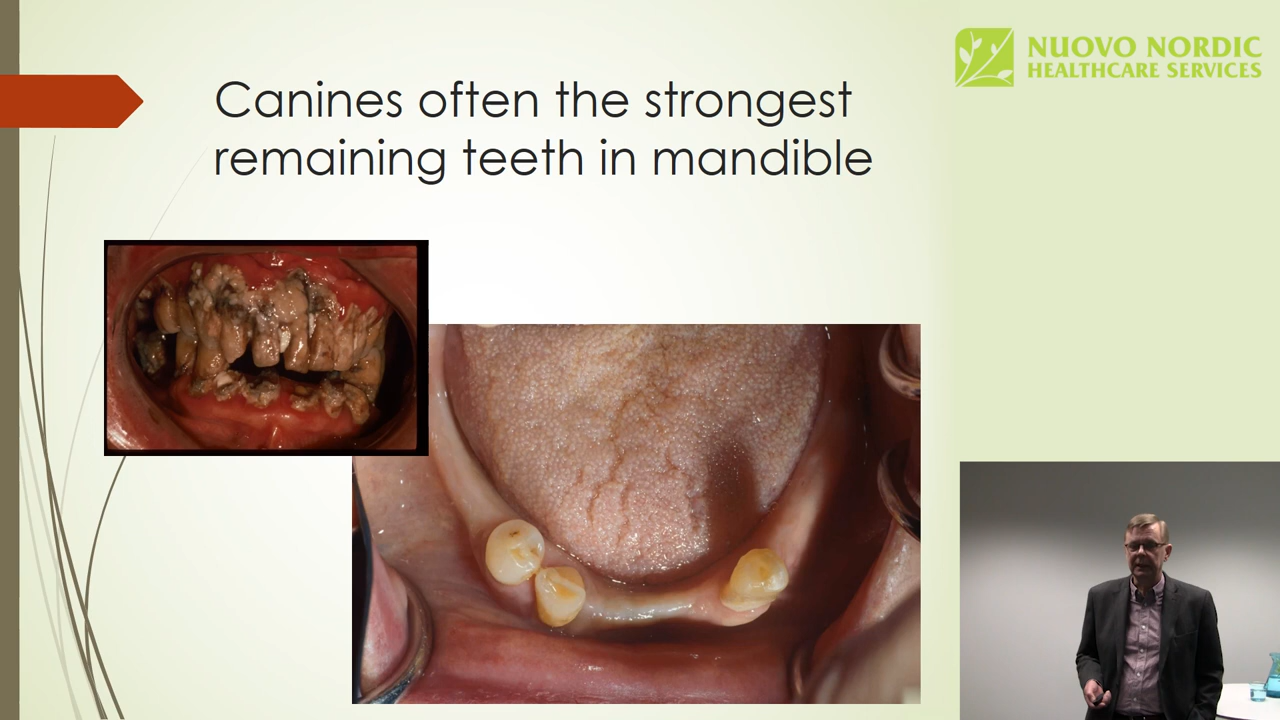 NUOVO NORDIC
HEALTHCARE SERVICES
Canines often the strongest
remaining teeth in mandible